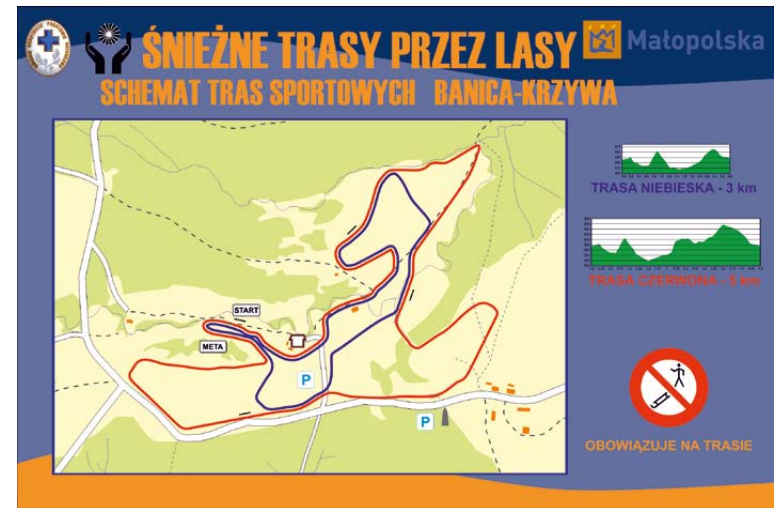 ŚNIEŻNE TRASY PRZEZ LASY
Małopolska
SCHEMAT TRAS SPORTOWYCH BANICA-KRZYWA
TRASA NIEBIESKA - 3 km
TRASA CZERWONA - 5 km
START
META
P
P
OBOWIĄZUJE NA TRASIE